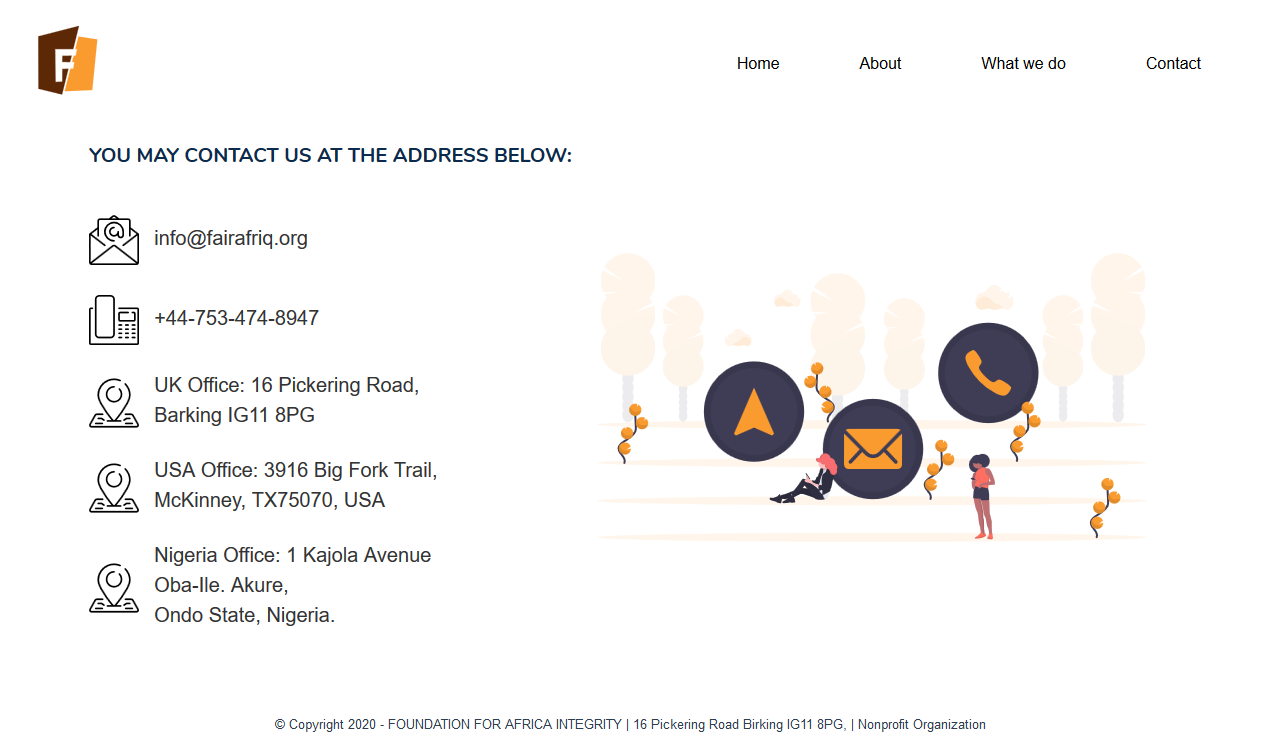 F
Home
About
What we do
Contact
YOU MAY CONTACT US AT THE ADDRESS BELOW:
@
info@fairafriq.org
+44-753-474-8947
UK Office: 16 Pickering Road,
Barking IG11 8PG
USA Office: 3916 Big Fork Trail,
McKinney, TX75070, USA
Nigeria Office: 1 Kajola Avenue
Oba-Ile. Akure,
Ondo State, Nigeria.
© Copyright 2020 - FOUNDATION FOR AFRICA INTEGRITY | 16 Pickering Road Birking IG11 8PG, | Nonprofit Organization